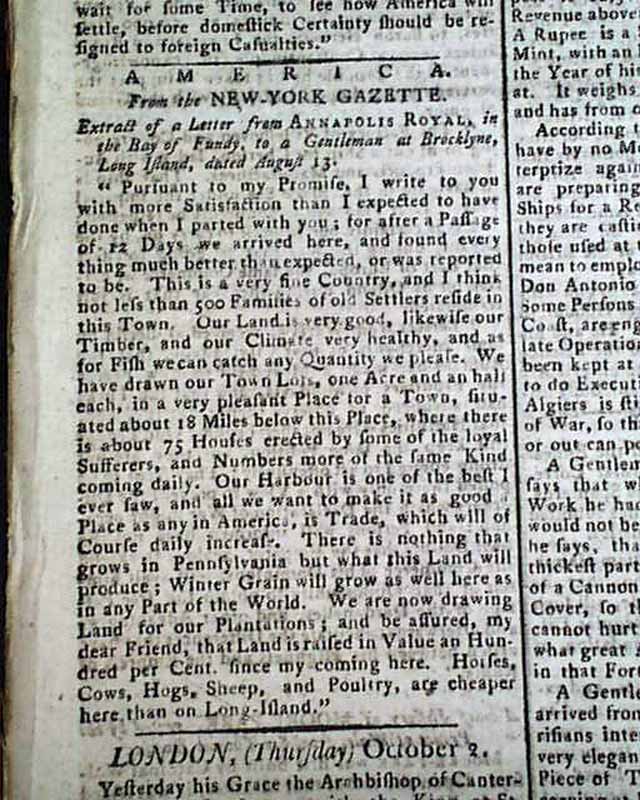 wait for ſome Time, to ſee how America will
ſettle, before domeſtick Certainty ſhould be re-
ſigned to foreign Caſualties."
A M E R I C A.
From the NEW-YORK GAZETTE.
Extract of a Letter from ANNAPOLIS ROYAL, in
the Bay of Fundy, to a Gentleman at Brocklyne,
Long Iſland, dated Auguſt 13.
" Purſuant to my Promiſe, I write to you
with more Satisfaction than I expected to have
done when I parted with you; for after a Paſſage
of 12 Days we arrived here, and found every
thing much better than expected, or was reported
to be. This is a very fine Country, and I think
not leſs than 500 Families of old Settlers reſide in
this Town. Our Land is very good, likewiſe our
Timber, and our Climate very healthy, and as
for Fiſh we can catch any Quantity we pleaſe. We
have drawn our Town Lots, one Acre and an half
each, in a very pleaſant Place for a Town, ſitu-
ated about 18 Miles below this Place, where there
is about 75 Houſes erected by ſome of the loyal
Sufferers, and Numbers more of the ſame Kind
coming daily. Our Harbour is one of the beſt I
ever ſaw, and all we want to make it as good a
Place as any in America, is Trade, which will of
Courſe daily increaſe. There is nothing that
grows in Pennſylvania but what this Land will
produce; Winter Grain will grow as well here as
in any Part of the World. We are now drawing
Land for our Plantations; and be aſſured, my
dear Friend, that Land is raiſed in Value an Hun-
dred per Cent. ſince my coming here. Horſes,
Cows, Hogs, Sheep, and Poultry, are cheaper
here than on Long-Iſland."
LONDON, (Thurſday) October 2.
Yeſterday his Grace the Archbiſhop of Canter-
Revenue above
A Rupee is a
Mint, with an
the Year of his
at. It weighs
and has from
According
have by no M
terprize again
are preparing
Ships for a Re
they are caſti
thoſe uſed at
mean to emplo
Don Antonio
Some Perſons
Coaſt, are eng
late Operation
been kept at
to do Execut
Algiers is ſti
of War, ſo th
or out can p
A Gentlem
ſays that w
Work he ha
would not be
he ſays, tha
thickeſt part
of a Cannon
Cover, ſo t
cannot hurt
what great
in that For
A Gentle
arrived from
riſians inte
very elegan
Piece of T